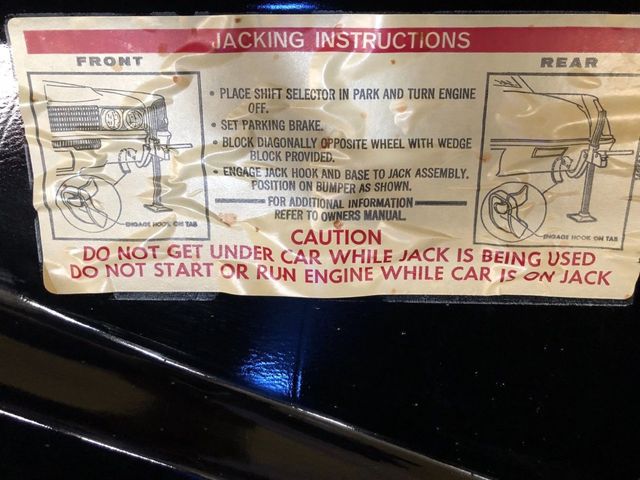 JACKING INSTRUCTIONS
FRONT
REAR
• PLACE SHIFT SELECTOR IN PARK AND TURN ENGINE
OFF.
• SET PARKING BRAKE.
• BLOCK DIAGONALLY OPPOSITE WHEEL WITH WEDGE
BLOCK PROVIDED.
• ENGAGE JACK HOOK AND BASE TO JACK ASSEMBLY.
POSITION ON BUMPER AS SHOWN.
FOR ADDITIONAL INFORMATION
REFER TO OWNERS MANUAL.
ENGAGE HOOK ON TAB
ENGAGE HOOK ON TAB
CAUTION
DO NOT GET UNDER CAR WHILE JACK IS BEING USED
DO NOT START OR RUN ENGINE WHILE CAR IS ON JACK